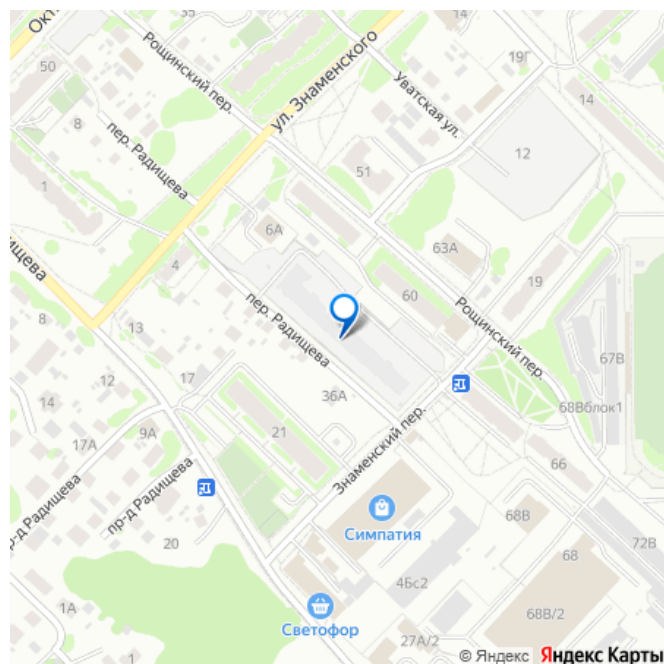 Окт
35
14
Рощинский пер.
ул. Знаменского
19Г
50
Уватская ул.
14
8
пер. Радищева
12
51
1
6А
63А
ищева
4
19
60
пер. Радищева
Рощинский пер.
8
13
67В
12
17
36А
68Вблок1
14
9А
21
Знаменский пер.
17А
66
пр-д Радищева
р-д Радищева
68В
Симпатия
20
72В
68
4Бс2
1А
68В/2
Светофор
27А/2
1
© Яндекс Яндекс Карты